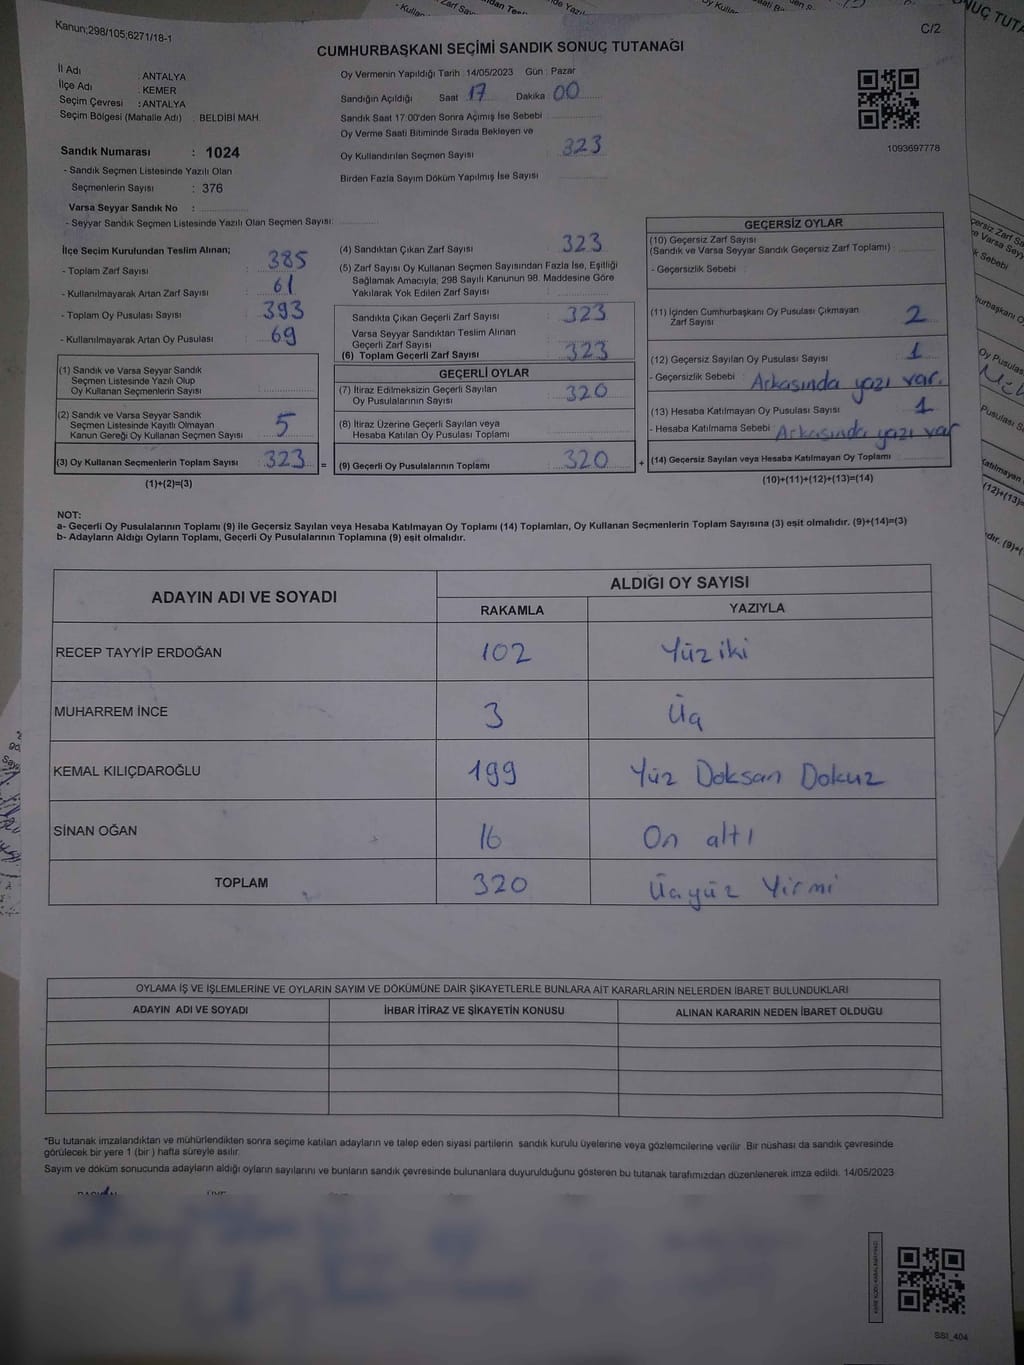 Kanun;298/105;6271/18-1
C/2
CUMHURBAŞKANI SEÇİMİ SANDIK SONUÇ TUTANAĞI
İl Adı : ANTALYA
İlçe Adı : KEMER
Seçim Çevresi : ANTALYA
Seçim Bölgesi (Mahalle Adı) : BELDİBİ MAH.
Sandık Numarası : 1024
- Sandık Seçmen Listesinde Yazılı Olan
Seçmenlerin Sayısı : 376
Varsa Seyyar Sandık No :
- Seyyar Sandık Seçmen Listesinde Yazılı Olan Seçmen Sayısı:
Oy Vermenin Yapıldığı Tarih : 14/05/2023 Gün : Pazar
Sandığın Açıldığı Saat 17 Dakika 00
Sandık Saat 17:00'den Sonra Açımış İse Sebebi
Oy Verme Saati Bitiminde Sırada Bekleyen ve
Oy Kullandırılan Seçmen Sayısı : 323
Birden Fazla Sayım Döküm Yapılmış İse Sayısı
1093697778
İlçe Seçim Kurulundan Teslim Alınan;
- Toplam Zarf Sayısı : 385
- Kullanılmayarak Artan Zarf Sayısı : 61
- Toplam Oy Pusulası Sayısı : 393
- Kullanılmayarak Artan Oy Pusulası : 69
(1) Sandık ve Varsa Seyyar Sandık
Seçmen Listesinde Yazılı Olup
Oy Kullanan Seçmenlerin Sayısı
(2) Sandık ve Varsa Seyyar Sandık
Seçmen Listesinde Kayıtlı Olmayan
Kanun Gereği Oy Kullanan Seçmen Sayısı : 5
(3) Oy Kullanan Seçmenlerin Toplam Sayısı : 323 =
(1)+(2)=(3)
(4) Sandıktan Çıkan Zarf Sayısı : 323
(5) Zarf Sayısı Oy Kullanan Seçmen Sayısından Fazla İse, Eşitliği
Sağlamak Amacıyla; 298 Sayılı Kanunun 98. Maddesine Göre
Yakılarak Yok Edilen Zarf Sayısı
Sandıkta Çıkan Geçerli Zarf Sayısı : 323
Varsa Seyyar Sandıktan Teslim Alınan
Geçerli Zarf Sayısı
(6) Toplam Geçerli Zarf Sayısı : 323
GEÇERLİ OYLAR
(7) İtiraz Edilmeksizin Geçerli Sayılan
Oy Pusulalarının Sayısı : 320
(8) İtiraz Üzerine Geçerli Sayılan veya
Hesaba Katılan Oy Pusulası Toplamı
(9) Geçerli Oy Pusulalarının Toplamı : 320 +
GEÇERSİZ OYLAR
(10) Geçersiz Zarf Sayısı
(Sandık ve Varsa Seyyar Sandık Geçersiz Zarf Toplamı)
- Geçersizlik Sebebi :
(11) İçinden Cumhurbaşkanı Oy Pusulası Çıkmayan
Zarf Sayısı 2
(12) Geçersiz Sayılan Oy Pusulası Sayısı : 1
- Geçersizlik Sebebi : Arkasında yazı var.
(13) Hesaba Katılmayan Oy Pusulası Sayısı : 1
- Hesaba Katılmama Sebebi : Arkasında yazı var
(14) Geçersiz Sayılan veya Hesaba Katılmayan Oy Toplamı
(10)+(11)+(12)+(13)=(14)
NOT:
a- Geçerli Oy Pusulalarının Toplamı (9) ile Geçersiz Sayılan veya Hesaba Katılmayan Oy Toplamı (14) Toplamları, Oy Kullanan Seçmenlerin Toplam Sayısına (3) eşit olmalıdır. (9)+(14)=(3)
b- Adayların Aldığı Oyların Toplamı, Geçerli Oy Pusulalarının Toplamına (9) eşit olmalıdır.
ADAYIN ADI VE SOYADI ALDIĞI OY SAYISI
RAKAMLA YAZIYLA
RECEP TAYYİP ERDOĞAN 102 Yüz iki
MUHARREM İNCE 3 Üç
KEMAL KILIÇDAROĞLU 199 Yüz Doksan Dokuz
SİNAN OĞAN 16 On altı
TOPLAM 320 Üçyüz Yirmi
OYLAMA İŞ VE İŞLEMLERİNE VE OYLARIN SAYIM VE DÖKÜMÜNE DAİR ŞİKAYETLERLE BUNLARA AİT KARARLARIN NELERDEN İBARET BULUNDUKLARI
ADAYIN ADI VE SOYADI İHBAR İTİRAZ VE ŞİKAYETİN KONUSU ALINAN KARARIN NEDEN İBARET OLDUĞU
*Bu tutanak imzalandıktan ve mühürlendikten sonra seçime katılan adayların ve talep eden siyasi partilerin sandık kurulu üyelerine veya gözlemcilerine verilir. Bir nüshası da sandık çevresinde
görülecek bir yere 1 (bir ) hafta süreyle asılır.
Sayım ve döküm sonucunda adayların aldığı oyların sayılarını ve bunların sandık çevresinde bulunanlara duyurulduğunu gösteren bu tutanak tarafımızdan düzenlenerek imza edildi. 14/05/2023
SSI_404